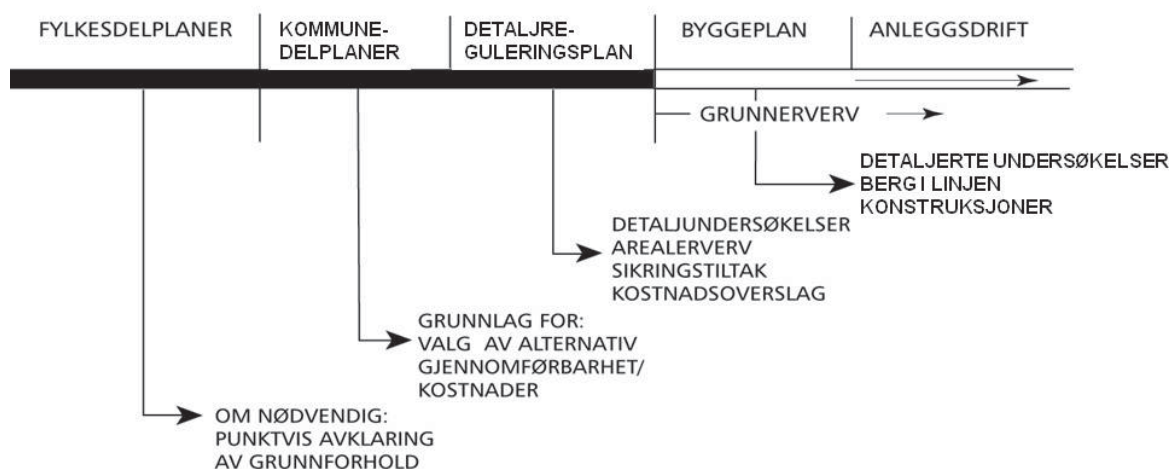 FYLKESDELPLANER
KOMMUNE-
DELPLANER
DETALJRE-
GULERINGSPLAN
BYGGEPLAN
ANLEGGSDRIFT
GRUNNERVERV
DETALJERTE UNDERSØKELSER
BERG I LINJEN
KONSTRUKSJONER
DETALJUNDERSØKELSER
AREALERVERV
SIKRINGSTILTAK
KOSTNADSOVERSLAG
GRUNNLAG FOR:
VALG AV ALTERNATIV
GJENNOMFØRBARHET/
KOSTNADER
OM NØDVENDIG:
PUNKTVIS AVKLARING
AV GRUNNFORHOLD